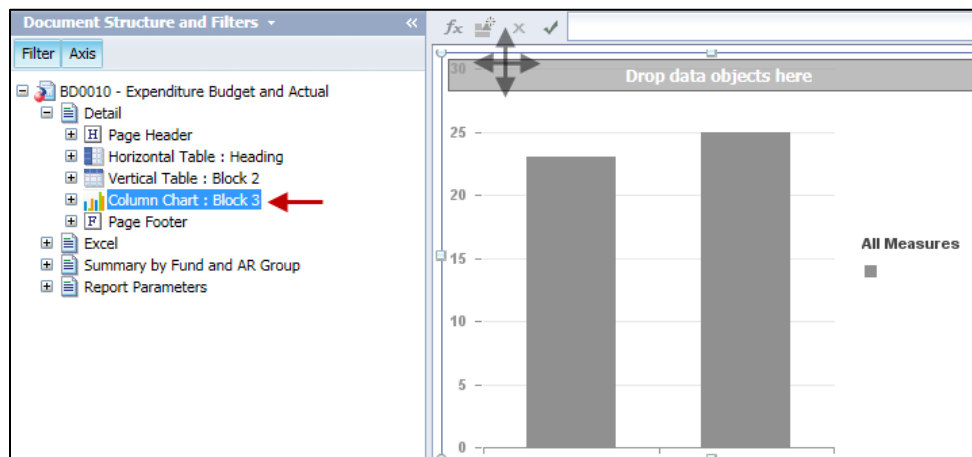 Document Structure and Filters
Filter Axis
BD0010 - Expenditure Budget and Actual
Detail
H Page Header
Horizontal Table : Heading
Vertical Table : Block 2
Column Chart : Block 3
F Page Footer
Excel
Summary by Fund and AR Group
Report Parameters
fx
Drop data objects here
30
25
20
15
10
5
0
All Measures